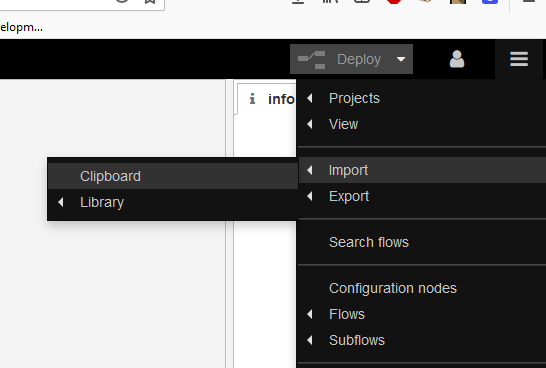 elopm...
Deploy
info
Projects
View
Clipboard
Import
Library
Export
Search flows
Configuration nodes
Flows
Subflows